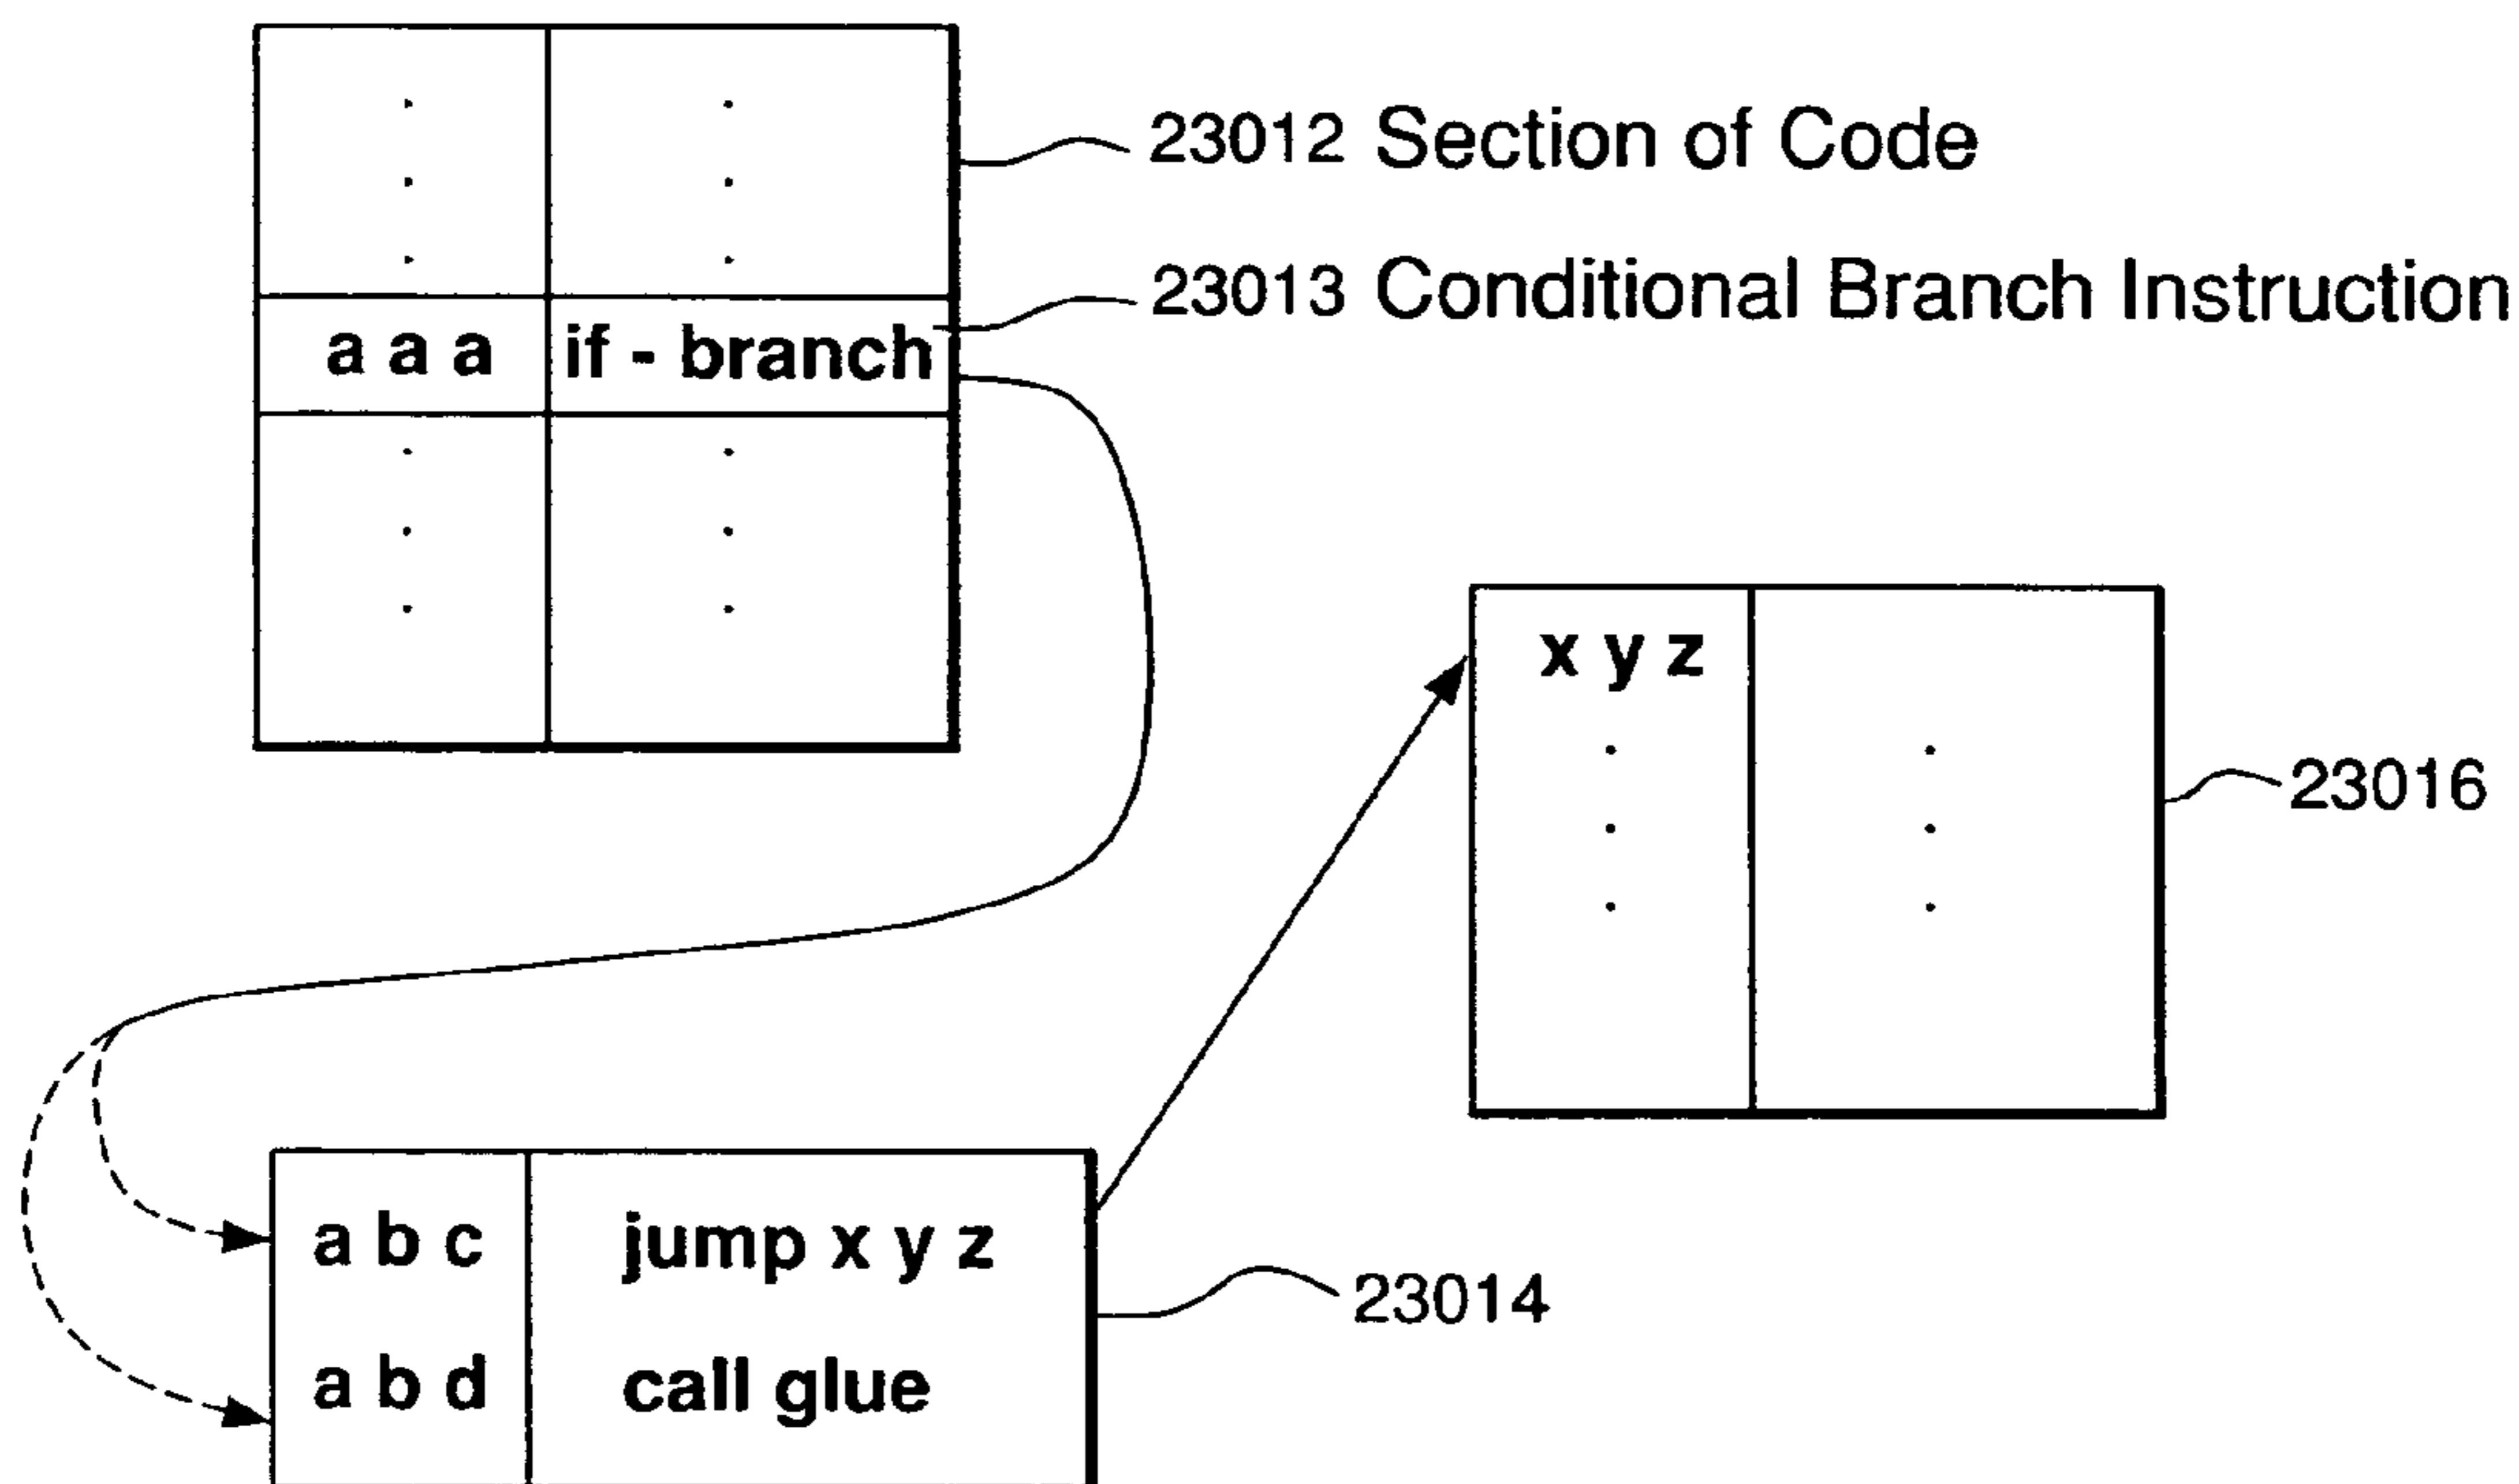 23012 Section of Code
23013 Conditional Branch Instruction
a a a if - branch
x y z
23016
a b c jump x y z
23014
a b d call glue